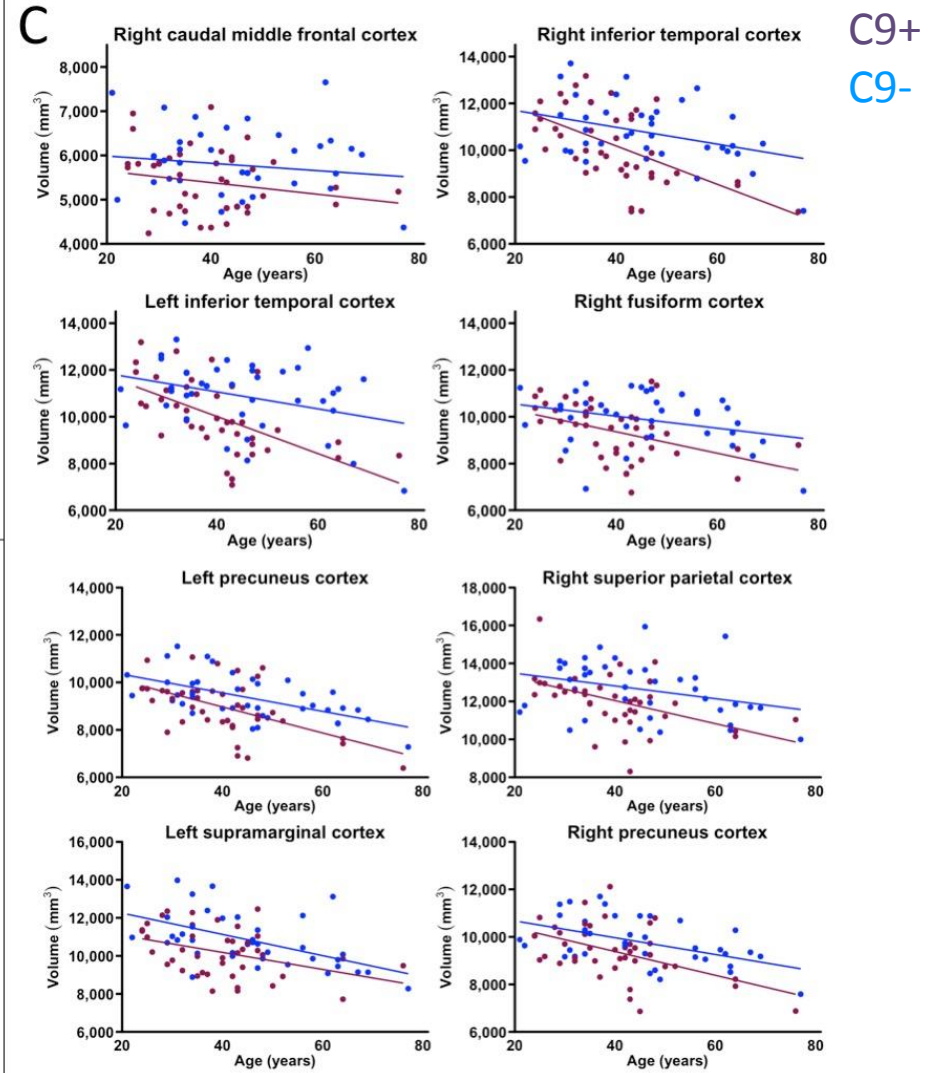 C
C9+
C9-
Right caudal middle frontal cortex
Volume (mm³)
8,000
7,000
6,000
5,000
4,000
20 40 60 80
Age (years)
Right inferior temporal cortex
Volume (mm³)
14,000
12,000
10,000
8,000
6,000
20 40 60 80
Age (years)
Left inferior temporal cortex
Volume (mm³)
14,000
12,000
10,000
8,000
6,000
20 40 60 80
Age (years)
Right fusiform cortex
Volume (mm³)
14,000
12,000
10,000
8,000
6,000
20 40 60 80
Age (years)
Left precuneus cortex
Volume (mm³)
14,000
12,000
10,000
8,000
6,000
20 40 60 80
Age (years)
Right superior parietal cortex
Volume (mm³)
18,000
16,000
14,000
12,000
10,000
8,000
20 40 60 80
Age (years)
Left supramarginal cortex
Volume (mm³)
16,000
14,000
12,000
10,000
8,000
6,000
20 40 60 80
Age (years)
Right precuneus cortex
Volume (mm³)
14,000
12,000
10,000
8,000
6,000
20 40 60 80
Age (years)